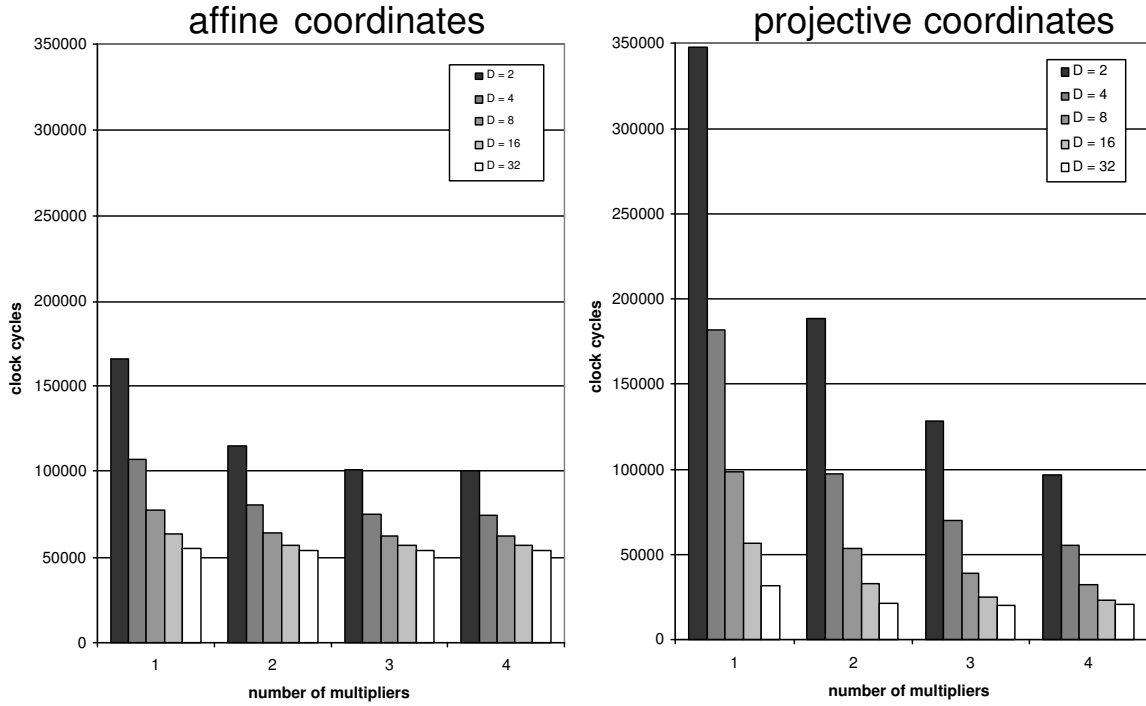 affine coordinates
350000
300000
250000
200000
150000
100000
50000
0
clock cycles
D = 2
D = 4
D = 8
D = 16
D = 32
1 2 3 4
number of multipliers
projective coordinates
350000
300000
250000
200000
150000
100000
50000
0
clock cycles
D = 2
D = 4
D = 8
D = 16
D = 32
1 2 3 4
number of multipliers